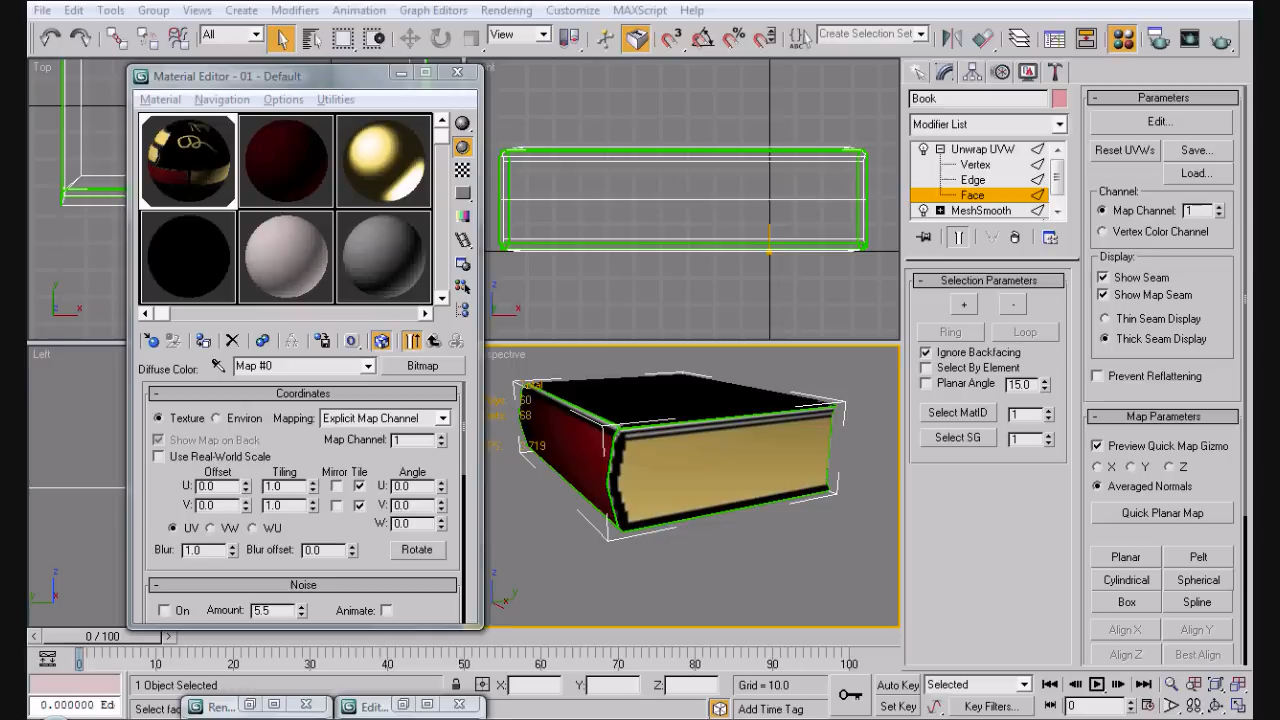 File Edit Tools Group Views Create Modifiers Animation Graph Editors Rendering Customize MAXScript Help
All
View
Create Selection Set
Top
Material Editor - 01 - Default
Material Navigation Options Utilities
Diffuse Color:
Map #0
Bitmap
- Coordinates
Texture Environ Mapping: Explicit Map Channel
Show Map on Back Map Channel: 1
Use Real-World Scale
Offset Tiling Mirror Tile Angle
U: 0.0 1.0 U: 0.0
V: 0.0 1.0 V: 0.0
W: 0.0
UV VW WU
Blur: 1.0 Blur offset: 0.0 Rotate
- Noise
On Amount: 5.5 Animate:
Left
Book
Modifier List
Unwrap UVW
Vertex
Edge
Face
MeshSmooth
- Selection Parameters
+ -
Ring Loop
Ignore Backfacing
Select By Element
Planar Angle 15.0
Select MatID 1
Select SG 1
- Parameters
Edit...
Reset UVWs Save...
Load...
Channel:
Map Channel: 1
Vertex Color Channel
Display:
Show Seam
Show Map Seam
Thin Seam Display
Thick Seam Display
Prevent Reflattening
- Map Parameters
Preview Quick Map Gizmo
X Y Z
Averaged Normals
Quick Planar Map
Planar Pelt
Cylindrical Spherical
Box Spline
Align X Align Y
Align Z Best Align
0 / 100
0 10 20 30 40 50 60 70 80 90 100
1 Object Selected X: Y: Z: Grid = 10.0 Auto Key Selected
0.000000 Ed Select fac Ren... Edit... Add Time Tag Set Key Key Filters... 0